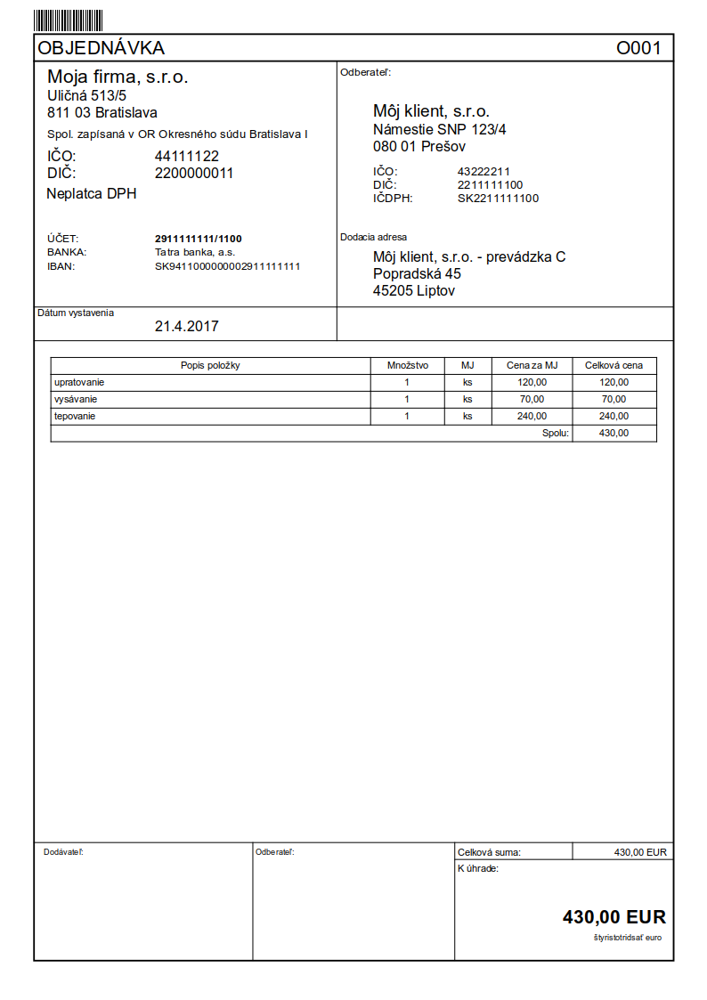 OBJEDNÁVKA O001
Moja firma, s.r.o.
Uličná 513/5
811 03 Bratislava
Spol. zapísaná v OR Okresného súdu Bratislava I
IČO: 44111122
DIČ: 2200000011
Neplatca DPH
ÚČET: 2911111111/1100
BANKA: Tatra banka, a.s.
IBAN: SK9411000000002911111111
Odberateľ:
Môj klient, s.r.o.
Námestie SNP 123/4
080 01 Prešov
IČO: 43222211
DIČ: 2211111100
IČDPH: SK2211111100
Dodacia adresa
Môj klient, s.r.o. - prevádzka C
Popradská 45
45205 Liptov
Dátum vystavenia
21.4.2017
Popis položky Množstvo MJ Cena za MJ Celková cena
upratovanie 1 ks 120,00 120,00
vysávanie 1 ks 70,00 70,00
tepovanie 1 ks 240,00 240,00
Spolu: 430,00
Dodávateľ:
Odberateľ:
Celková suma: 430,00 EUR
K úhrade:
430,00 EUR
štyristotridsať euro